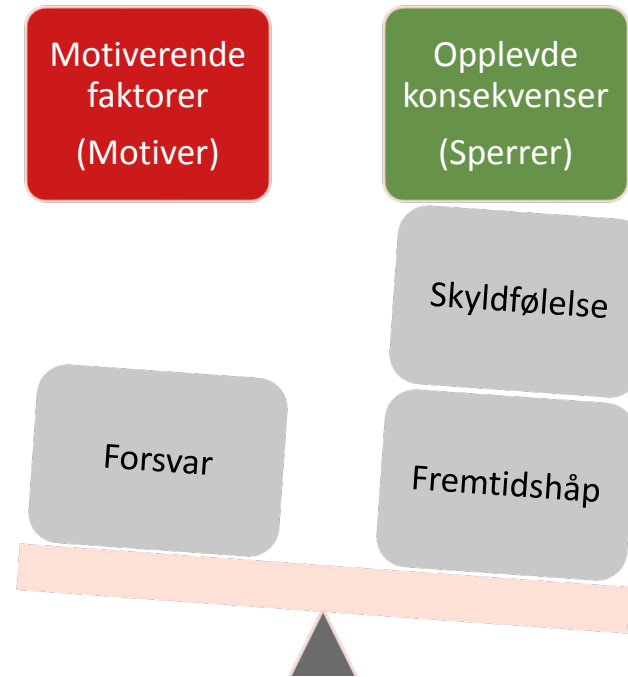 Motiverende
faktorer
(Motiver)
Opplevde
konsekvenser
(Sperrer)
Skyldfølelse
Forsvar
Fremtidshåp